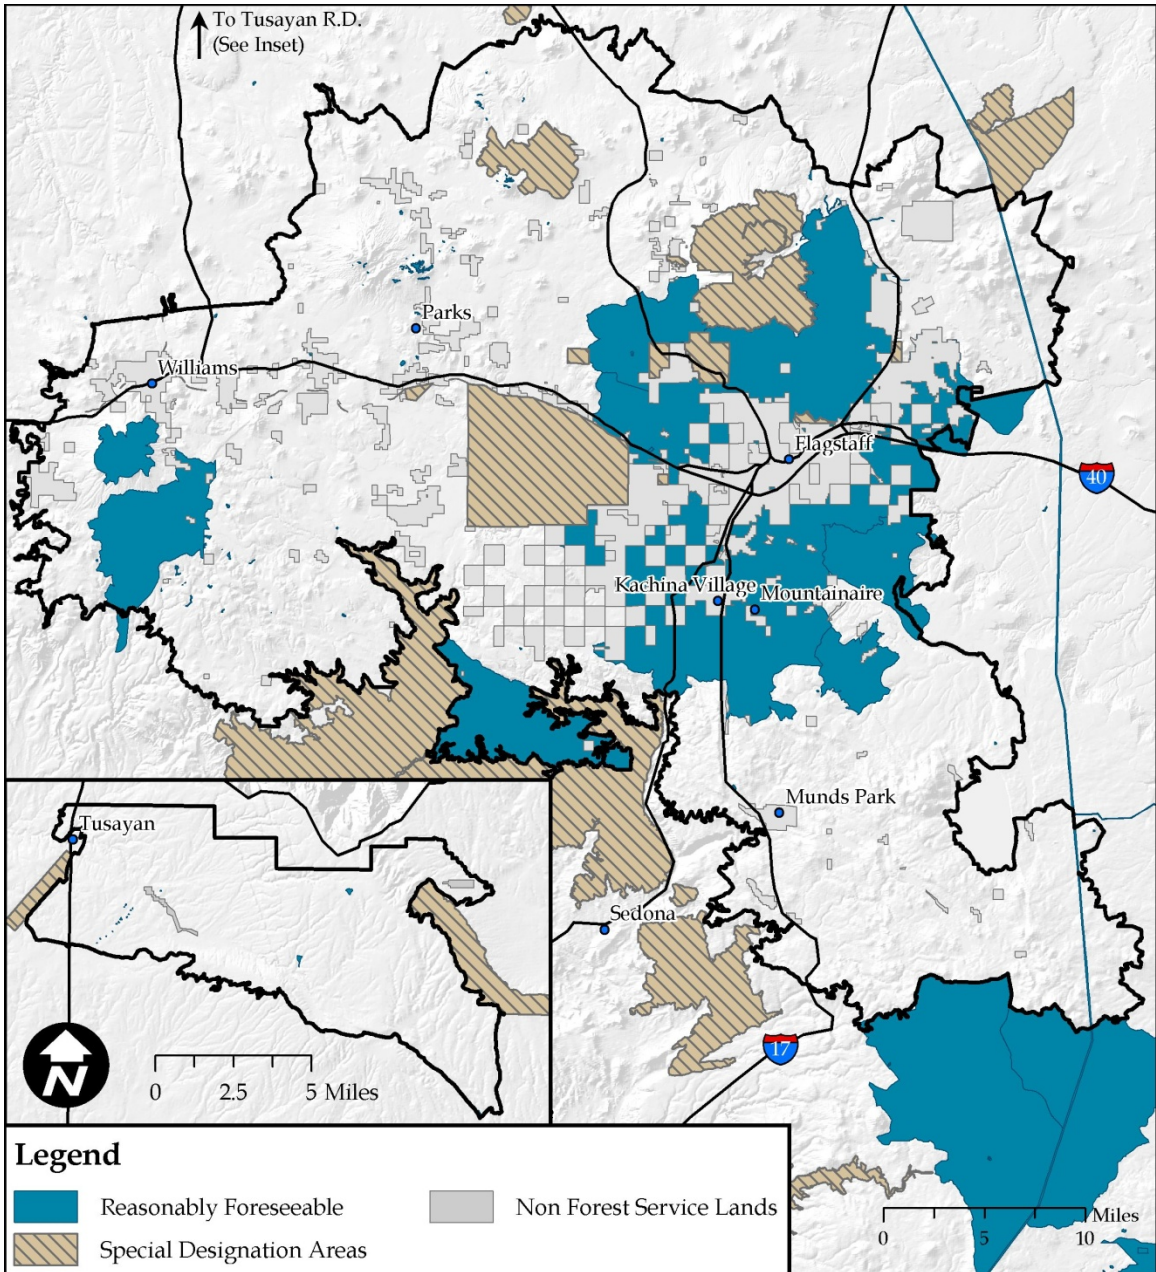 To Tusayan R.D.
(See Inset)
Parks
Williams
Flagstaff
40
Kachina Village
Mountainaire
Munds Park
Tusayan
Sedona
17
N
0 2.5 5 Miles
Legend
Reasonably Foreseeable
Non Forest Service Lands
Special Designation Areas
Miles
0 5 10